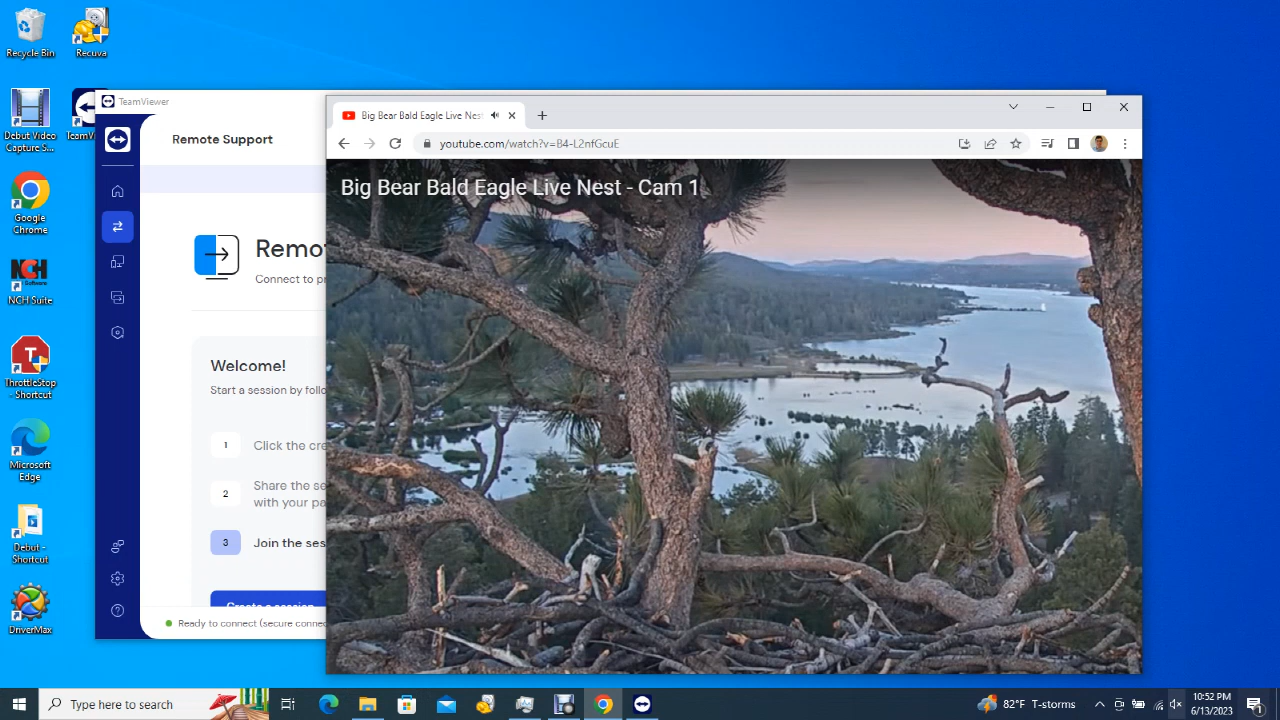 Recycle Bin
Recuva
Debut Video
Capture S...
TeamVi
Google
Chrome
NCH Suite
ThrottleStop
- Shortcut
Microsoft
Edge
Debut -
Shortcut
DriverMax
TeamViewer
Remote Support
Remo
Connect to pr
Welcome!
Start a session by follo
1 Click the cre
2 Share the se
with your pa
3 Join the ses
Create a session
Ready to connect (secure connec
Big Bear Bald Eagle Live Nest
youtube.com/watch?v=B4-L2nfGcuE
Big Bear Bald Eagle Live Nest - Cam 1
Type here to search
82°F T-storms
10:52 PM
6/13/2023
1